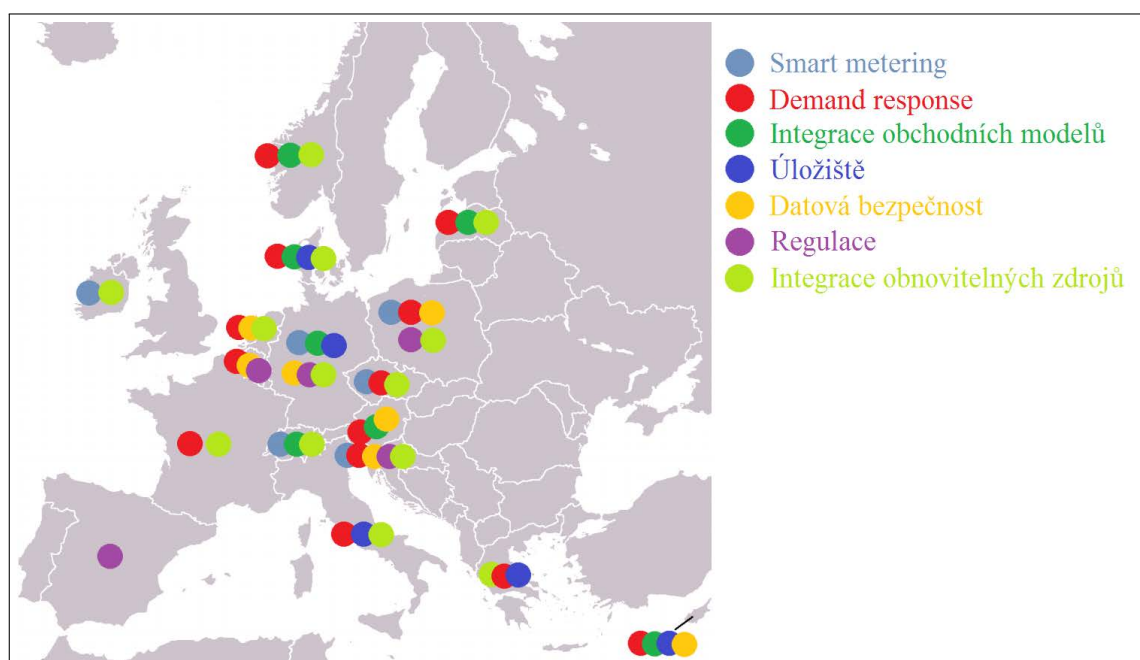 Smart metering
Demand response
Integrace obchodních modelů
Úložiště
Datová bezpečnost
Regulace
Integrace obnovitelných zdrojů